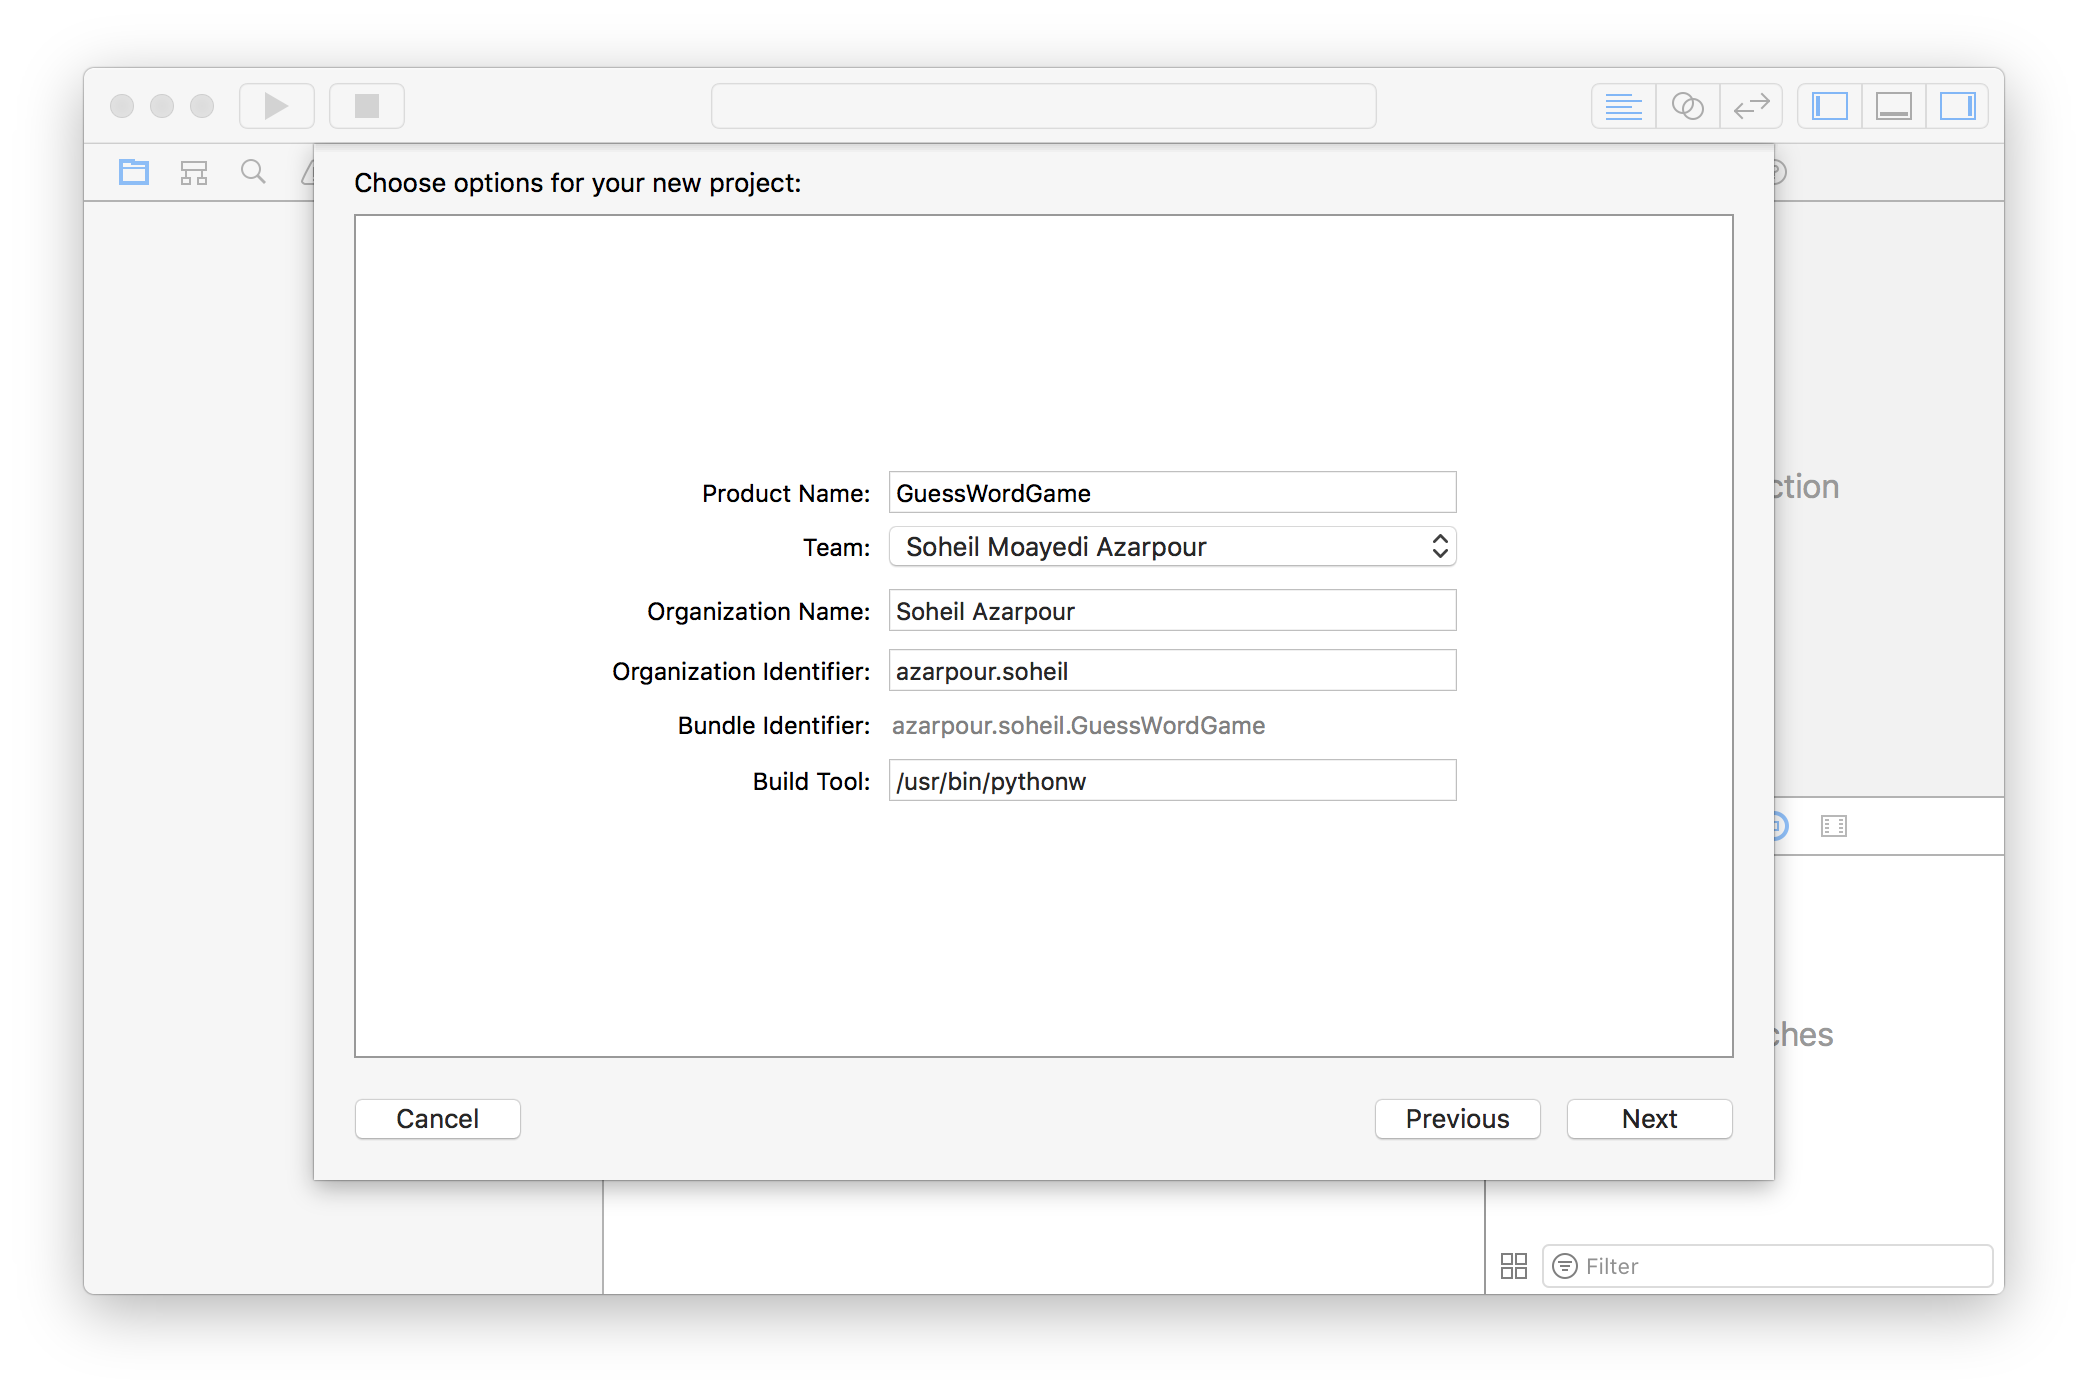 Choose options for your new project:
Product Name: GuessWordGame
Team: Soheil Moayedi Azarpour
Organization Name: Soheil Azarpour
Organization Identifier: azarpour.soheil
Bundle Identifier: azarpour.soheil.GuessWordGame
Build Tool: /usr/bin/pythonw
ction
ches
Cancel
Previous
Next
Filter